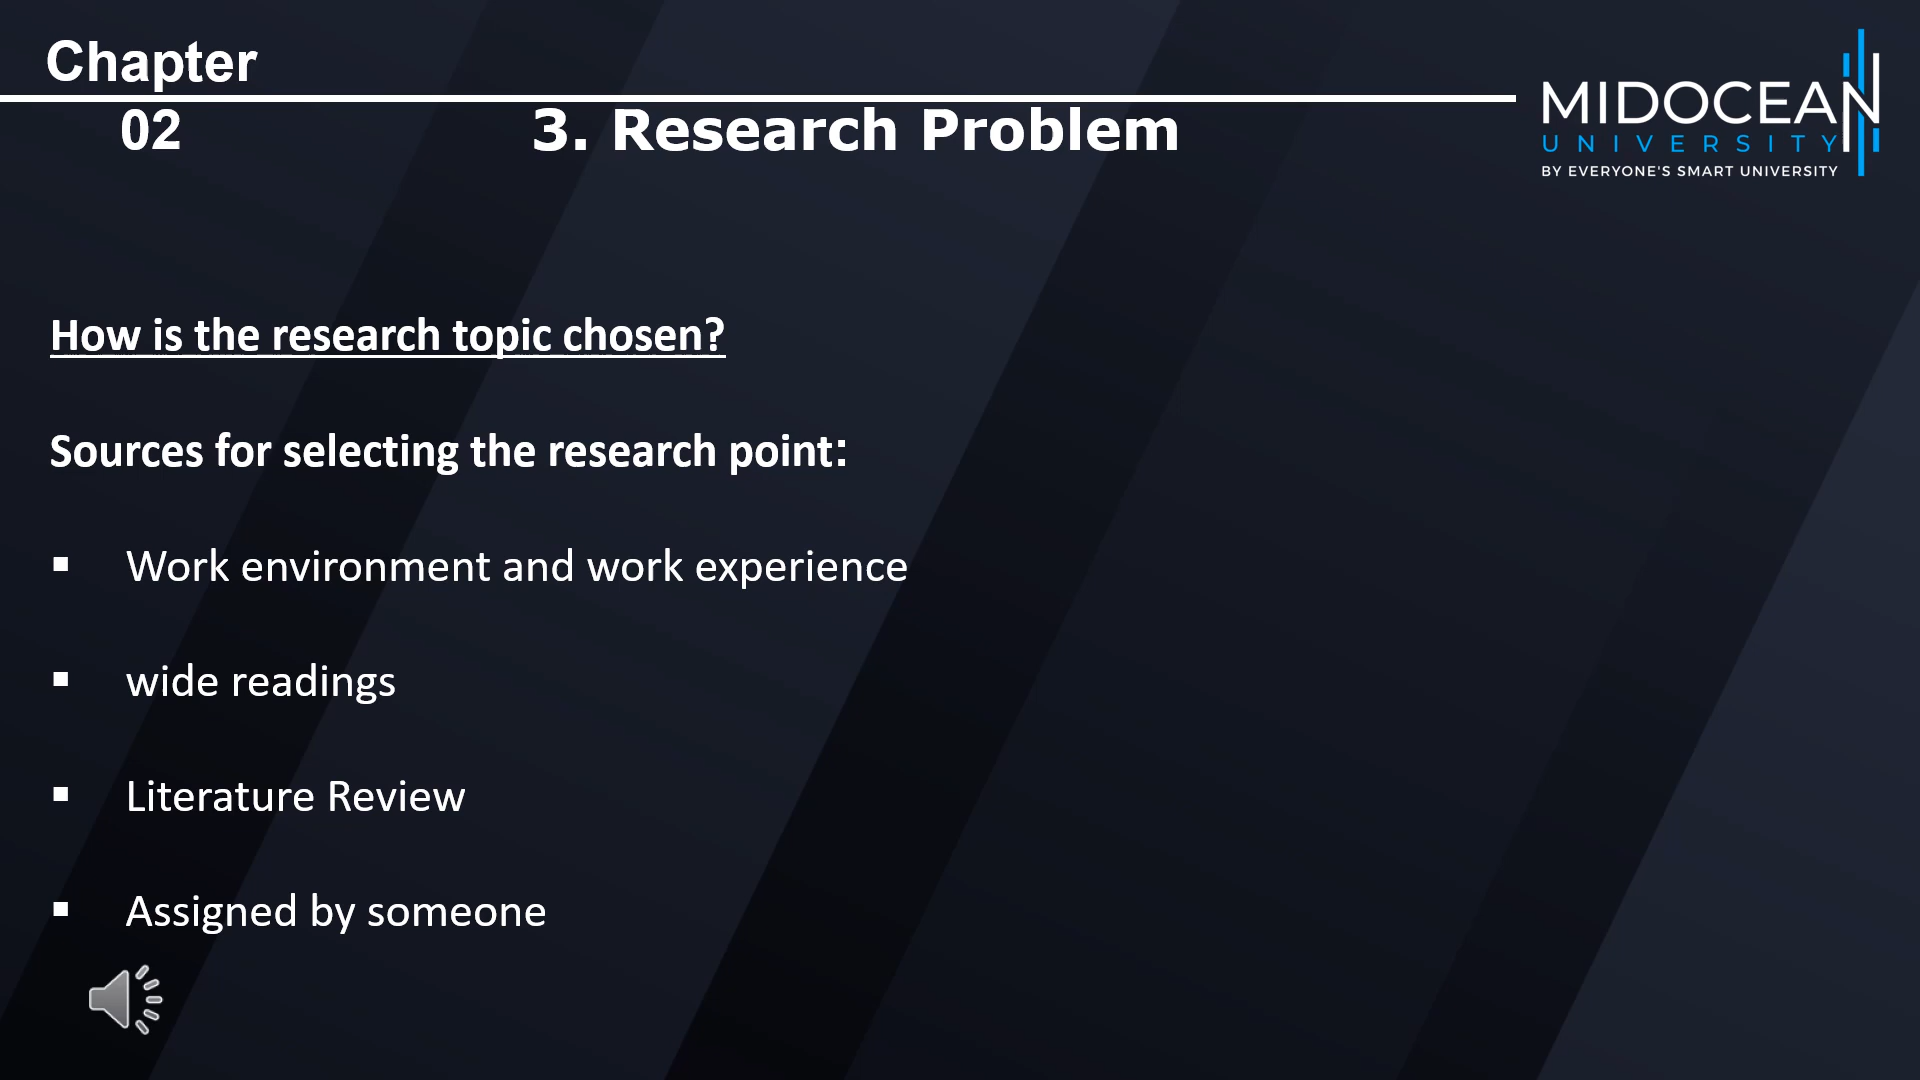 Chapter
02
3. Research Problem
MIDOCEAN
UNIVERSITY
BY EVERYONE'S SMART UNIVERSITY
How is the research topic chosen?
Sources for selecting the research point:
▪ Work environment and work experience
▪ wide readings
▪ Literature Review
▪ Assigned by someone